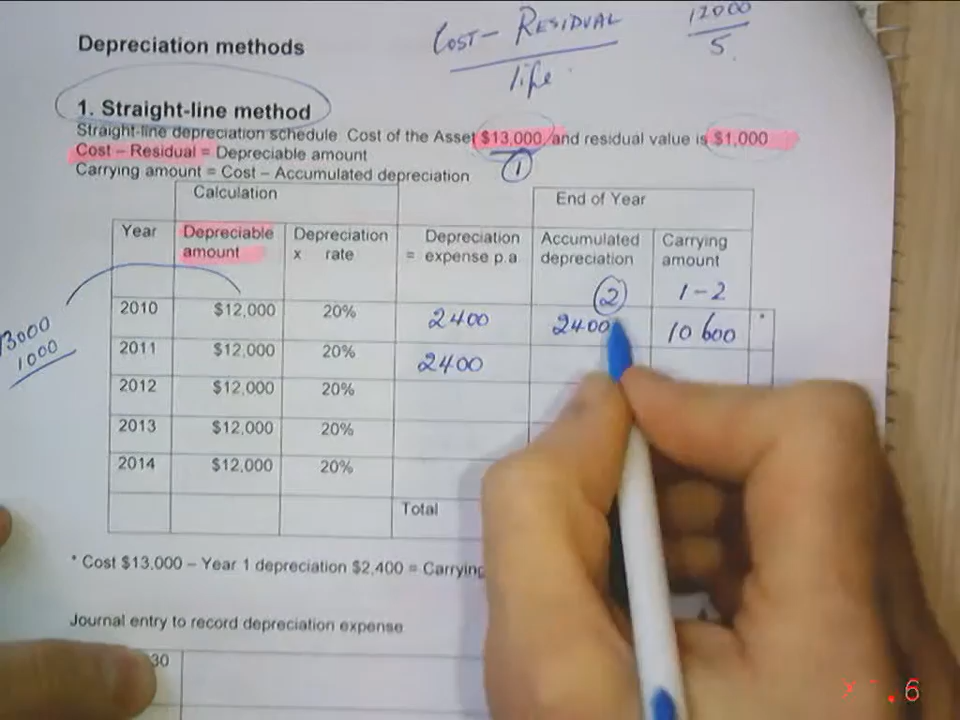 Depreciation methods
COST - RESIDUAL
life
12000
5
1. Straight-line method
Straight-line depreciation schedule. Cost of the Asset $13,000 and residual value is $1,000
Cost – Residual = Depreciable amount
Carrying amount = Cost – Accumulated depreciation
1
Calculation
End of Year
Year Depreciable amount x Depreciation rate = Depreciation expense p.a Accumulated depreciation Carrying amount
2 1-2
2010 $12,000 20% 2400 2400 10600 *
2011 $12,000 20% 2400
2012 $12,000 20%
2013 $12,000 20%
2014 $12,000 20%
Total
3000
1000
* Cost $13,000 – Year 1 depreciation $2,400 = Carrying
Journal entry to record depreciation expense
30